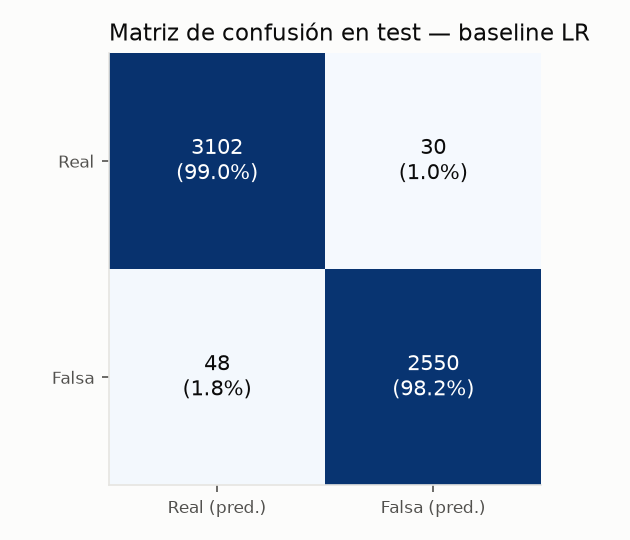 Matriz de confusión en test — baseline LR
Real
3102
(99.0%)
30
(1.0%)
Falsa
48
(1.8%)
2550
(98.2%)
Real (pred.)
Falsa (pred.)